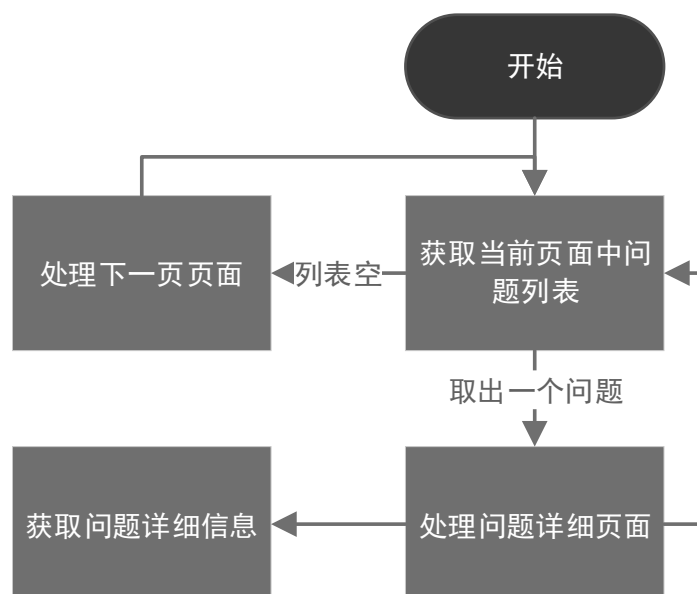 开始
处理下一页页面
列表空
获取当前页面中问
题列表
取出一个问题
获取问题详细信息
处理问题详细页面